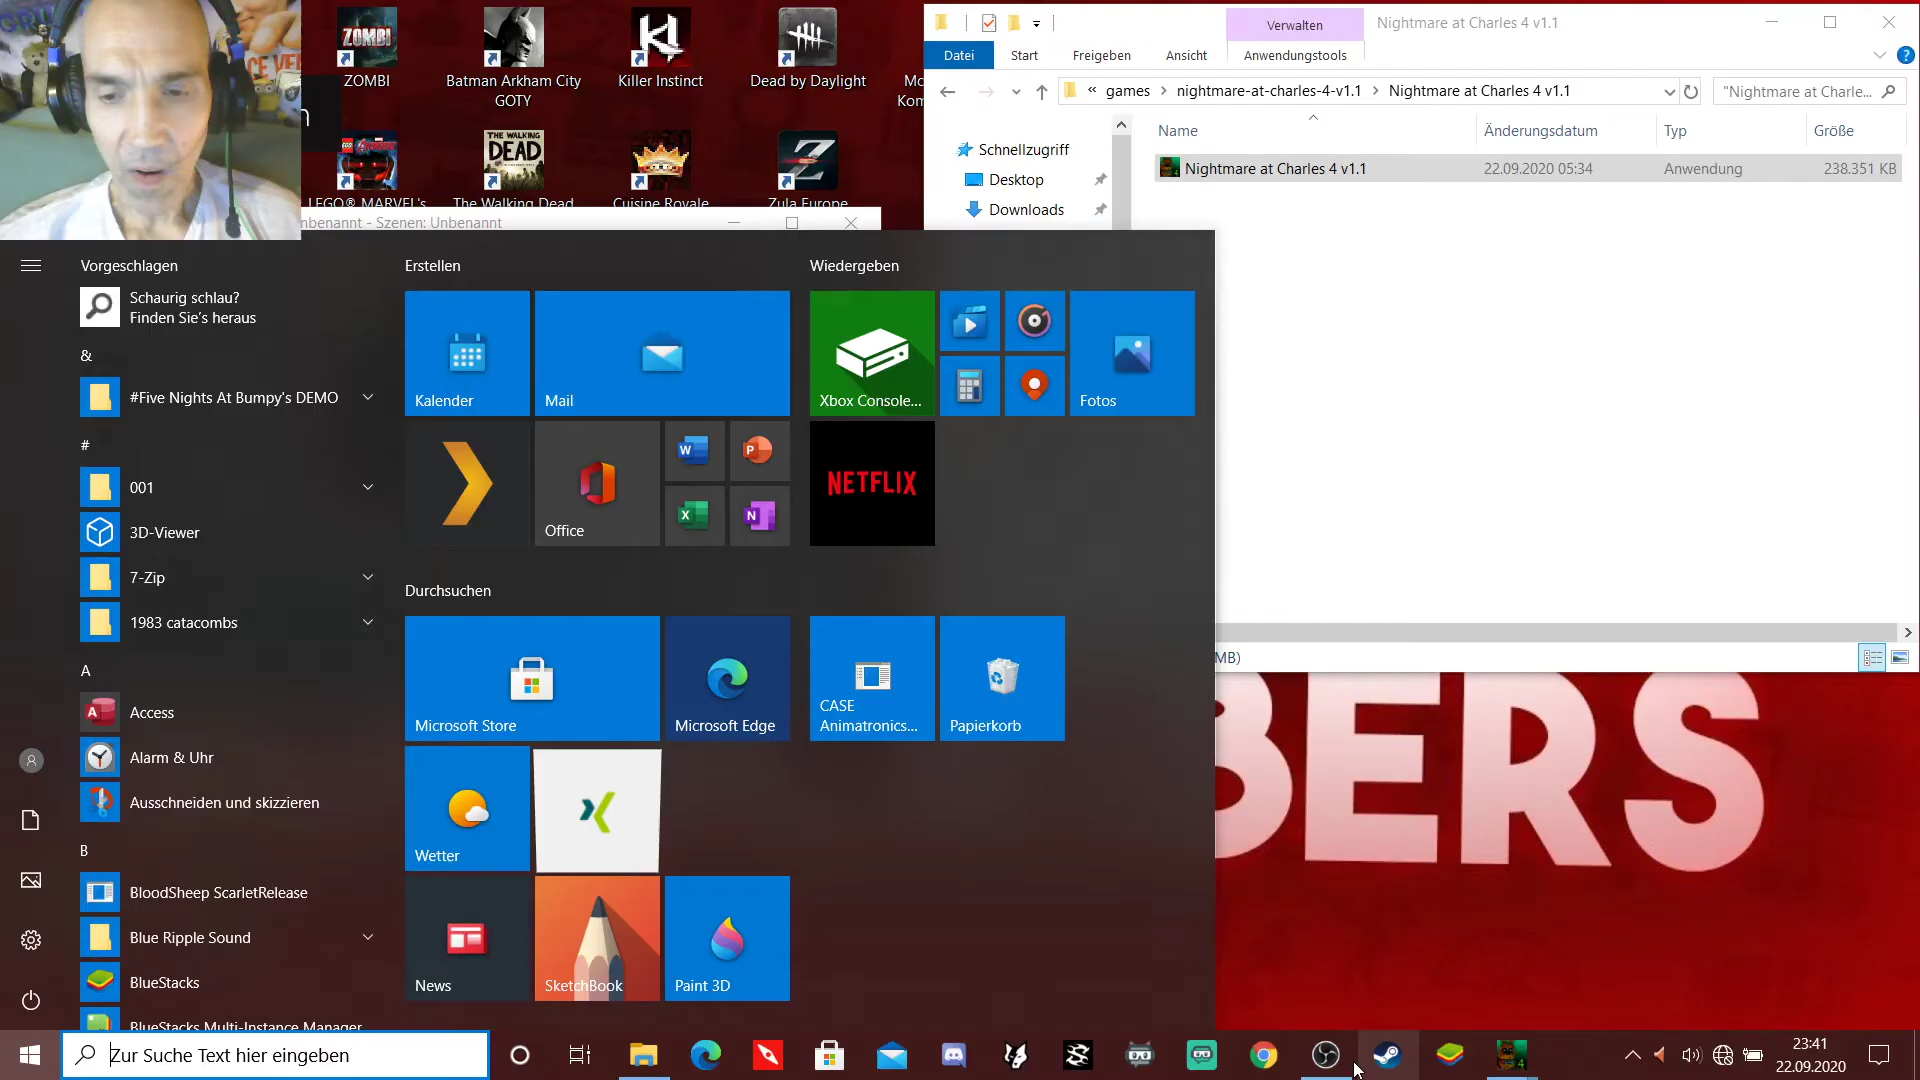 ZOMBI
ZOMBI
Batman Arkham City
GOTY
Killer Instinct
Dead by Daylight
Mc
Kom
THE WALKING
DEAD
LEGO® MARVEL's
The Walking Dead
Cuisine Royale
Zula Europe
nbenannt - Szenen: Unbenannt
Verwalten
Nightmare at Charles 4 v1.1
Datei
Start
Freigeben
Ansicht
Anwendungstools
« games > nightmare-at-charles-4-v1.1 > Nightmare at Charles 4 v1.1
"Nightmare at Charle...
Name
Änderungsdatum
Typ
Größe
Schnellzugriff
Desktop
Downloads
Nightmare at Charles 4 v1.1
22.09.2020 05:34
Anwendung
238.351 KB
MB)
Vorgeschlagen
Schaurig schlau?
Finden Sie's heraus
&
#Five Nights At Bumpy's DEMO
#
001
3D-Viewer
7-Zip
1983 catacombs
A
Access
Alarm & Uhr
Ausschneiden und skizzieren
B
BloodSheep ScarletRelease
Blue Ripple Sound
BlueStacks
BlueStacks Multi-Instance Manager
Erstellen
Kalender
Mail
Office
Wiedergeben
Xbox Console...
Fotos
NETFLIX
Durchsuchen
Microsoft Store
Microsoft Edge
CASE
Animatronics...
Papierkorb
Wetter
News
SketchBook
Paint 3D
BERS
Zur Suche Text hier eingeben
23:41
22.09.2020